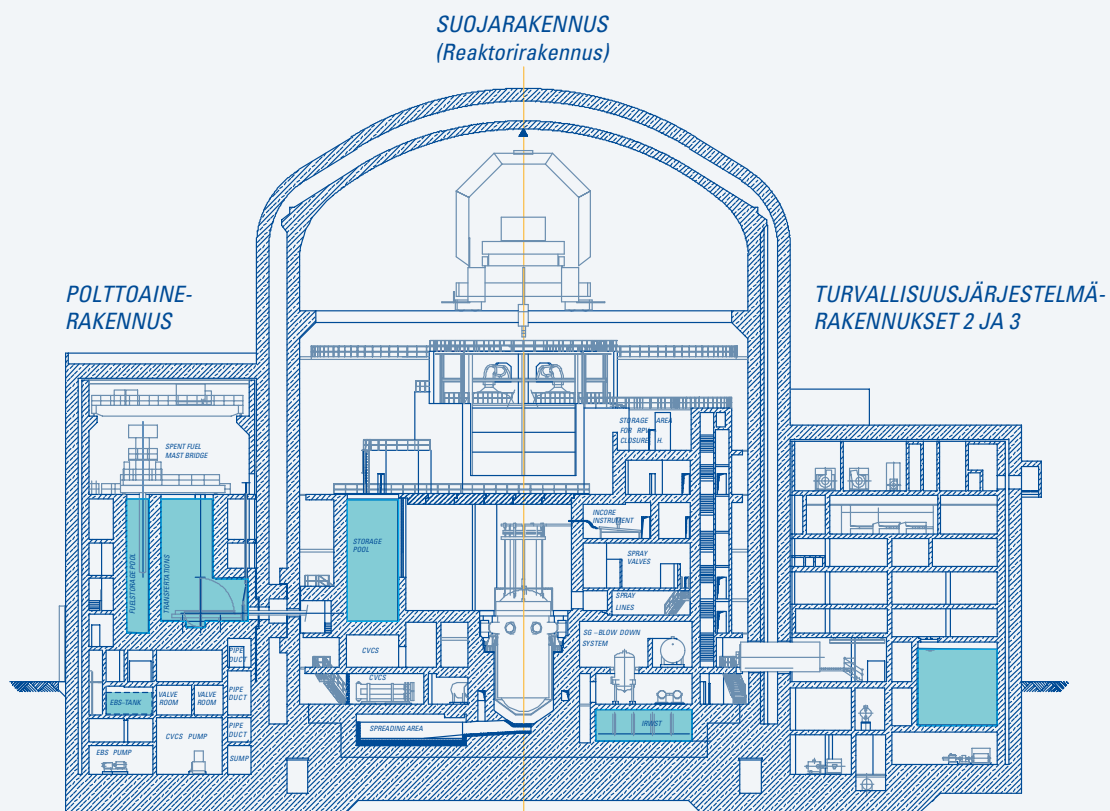 SUOJARAKENNUS
(Reaktorirakennus)
POLTTOAINE-
RAKENNUS
TURVALLISUUSJÄRJESTELMÄ-
RAKENNUKSET 2 JA 3
SPENT FUEL
MAST BRIDGE
STORAGE AREA
FOR RPV
CLOSURE H.
INCORE
INSTRUMENT
FUELSTORAGE POOL
TRANSFERTATIONS
STORAGE
POOL
SPRAY
VALVES
SPRAY
LINES
SG –BLOW DOWN
SYSTEM
CVCS
CVCS
PIPE
DUCT
EBS-TANK
VALVE
ROOM
VALVE
ROOM
PIPE
DUCT
IRWST
SPREADING AREA
PIPE
DUCT
EBS PUMP
CVCS PUMP
SUMP